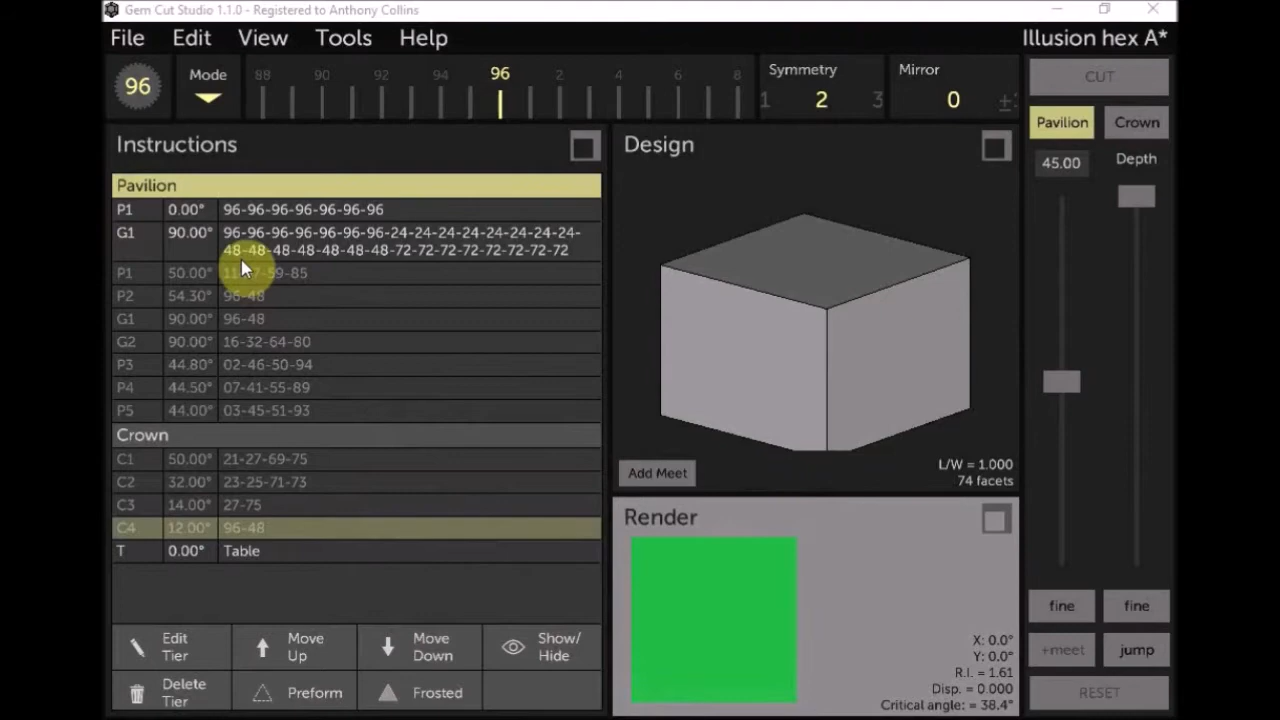 Gem Cut Studio 1.1.0 - Registered to Anthony Collins
File Edit View Tools Help
Illusion hex A*
96
Mode
88 90 92 94 96 2 4 6 8
Symmetry
1 2 3
Mirror
0
CUT
Pavilion Crown
45.00 Depth
Instructions
Pavilion
P1 0.00° 96-96-96-96-96-96-96
G1 90.00° 96-96-96-96-96-96-96-24-24-24-24-24-24-24-
48-48-48-48-48-48-48-72-72-72-72-72-72-72
P1 50.00° -59-85
P2 54.30° 96-48
G1 90.00° 96-48
G2 90.00° 16-32-64-80
P3 44.80° 02-46-50-94
P4 44.50° 07-41-55-89
P5 44.00° 03-45-51-93
Crown
C1 50.00° 21-27-69-75
C2 32.00° 23-25-71-73
C3 14.00° 27-75
C4 12.00° 96-48
T 0.00° Table
Edit
Tier
Move
Up
Move
Down
Show/
Hide
Delete
Tier
Preform
Frosted
Design
Add Meet
L/W = 1.000
74 facets
Render
X: 0.0°
Y: 0.0°
R.I. = 1.61
Disp. = 0.000
Critical angle: = 38.4°
fine fine
+meet jump
RESET